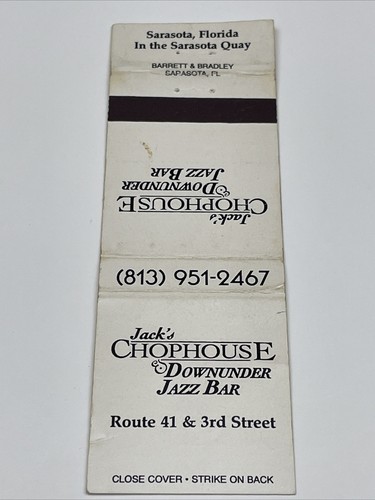 Sarasota, Florida
In the Sarasota Quay
BARRETT & BRADLEY
SARASOTA, FL
Jack's
CHOPHOUSE
& DOWNUNDER
JAZZ BAR
(813) 951-2467
Jack's
CHOPHOUSE
& DOWNUNDER
JAZZ BAR
Route 41 & 3rd Street
CLOSE COVER • STRIKE ON BACK